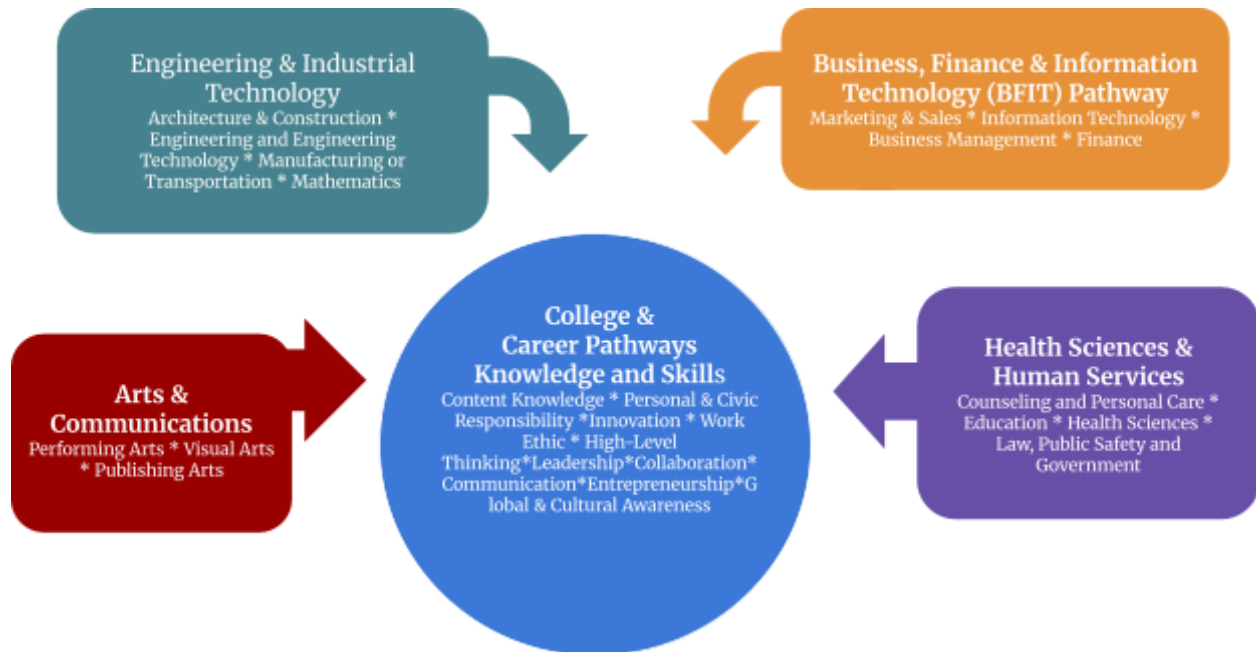 Engineering & Industrial
Technology
Architecture & Construction *
Engineering and Engineering
Technology * Manufacturing or
Transportation * Mathematics
Business, Finance & Information
Technology (BFIT) Pathway
Marketing & Sales * Information Technology *
Business Management * Finance
Arts &
Communications
Performing Arts * Visual Arts
* Publishing Arts
College &
Career Pathways
Knowledge and Skills
Content Knowledge * Personal & Civic
Responsibility *Innovation * Work
Ethic * High-Level
Thinking*Leadership*Collaboration*
Communication*Entrepreneurship*G
lobal & Cultural Awareness
Health Sciences &
Human Services
Counseling and Personal Care *
Education * Health Sciences *
Law, Public Safety and
Government